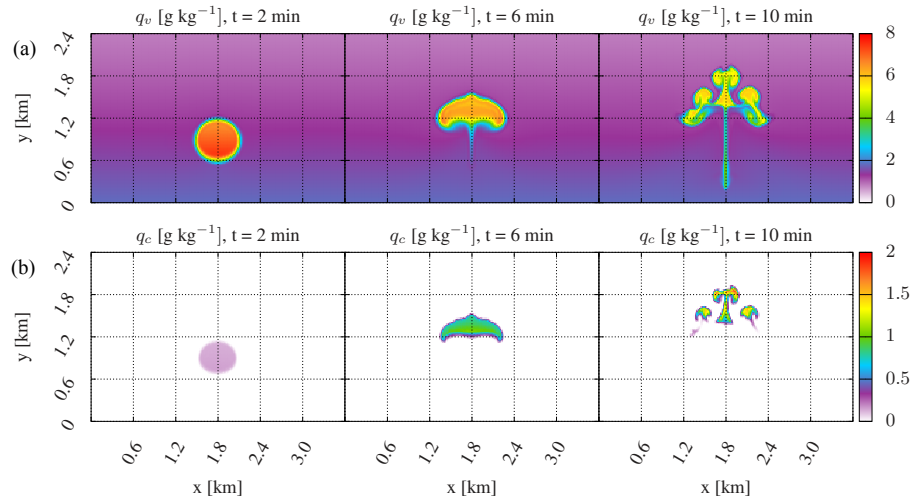 q_v [g kg⁻¹], t = 2 min q_v [g kg⁻¹], t = 6 min q_v [g kg⁻¹], t = 10 min
(a)
y [km]
2.4
1.8
1.2
0.6
0
8
6
4
2
0
q_c [g kg⁻¹], t = 2 min q_c [g kg⁻¹], t = 6 min q_c [g kg⁻¹], t = 10 min
(b)
y [km]
2.4
1.8
1.2
0.6
0
2
1.5
1
0.5
0
0.6 1.2 1.8 2.4 3.0 0.6 1.2 1.8 2.4 3.0 0.6 1.2 1.8 2.4 3.0
x [km] x [km] x [km]